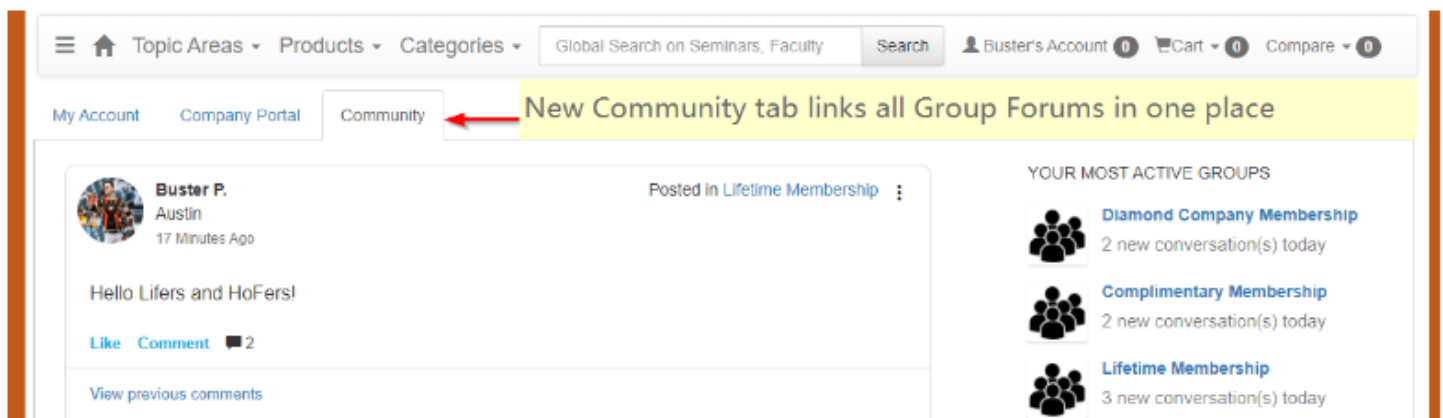 Topic Areas Products Categories Global Search on Seminars, Faculty Search Buster's Account 0 Cart 0 Compare 0
My Account Company Portal Community New Community tab links all Group Forums in one place
Buster P. Posted in Lifetime Membership
Austin
17 Minutes Ago
Hello Lifers and HoFers!
Like Comment 2
View previous comments
YOUR MOST ACTIVE GROUPS
Diamond Company Membership
2 new conversation(s) today
Complimentary Membership
2 new conversation(s) today
Lifetime Membership
3 new conversation(s) today